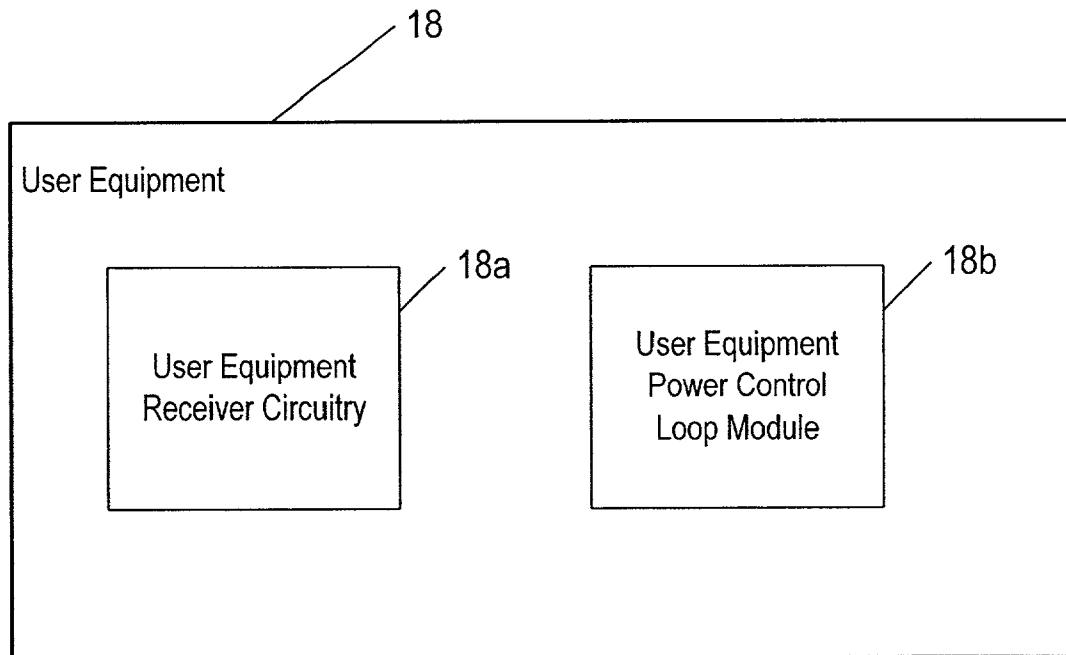 18
User Equipment
18a
18b
User Equipment
Receiver Circuitry
User Equipment
Power Control
Loop Module